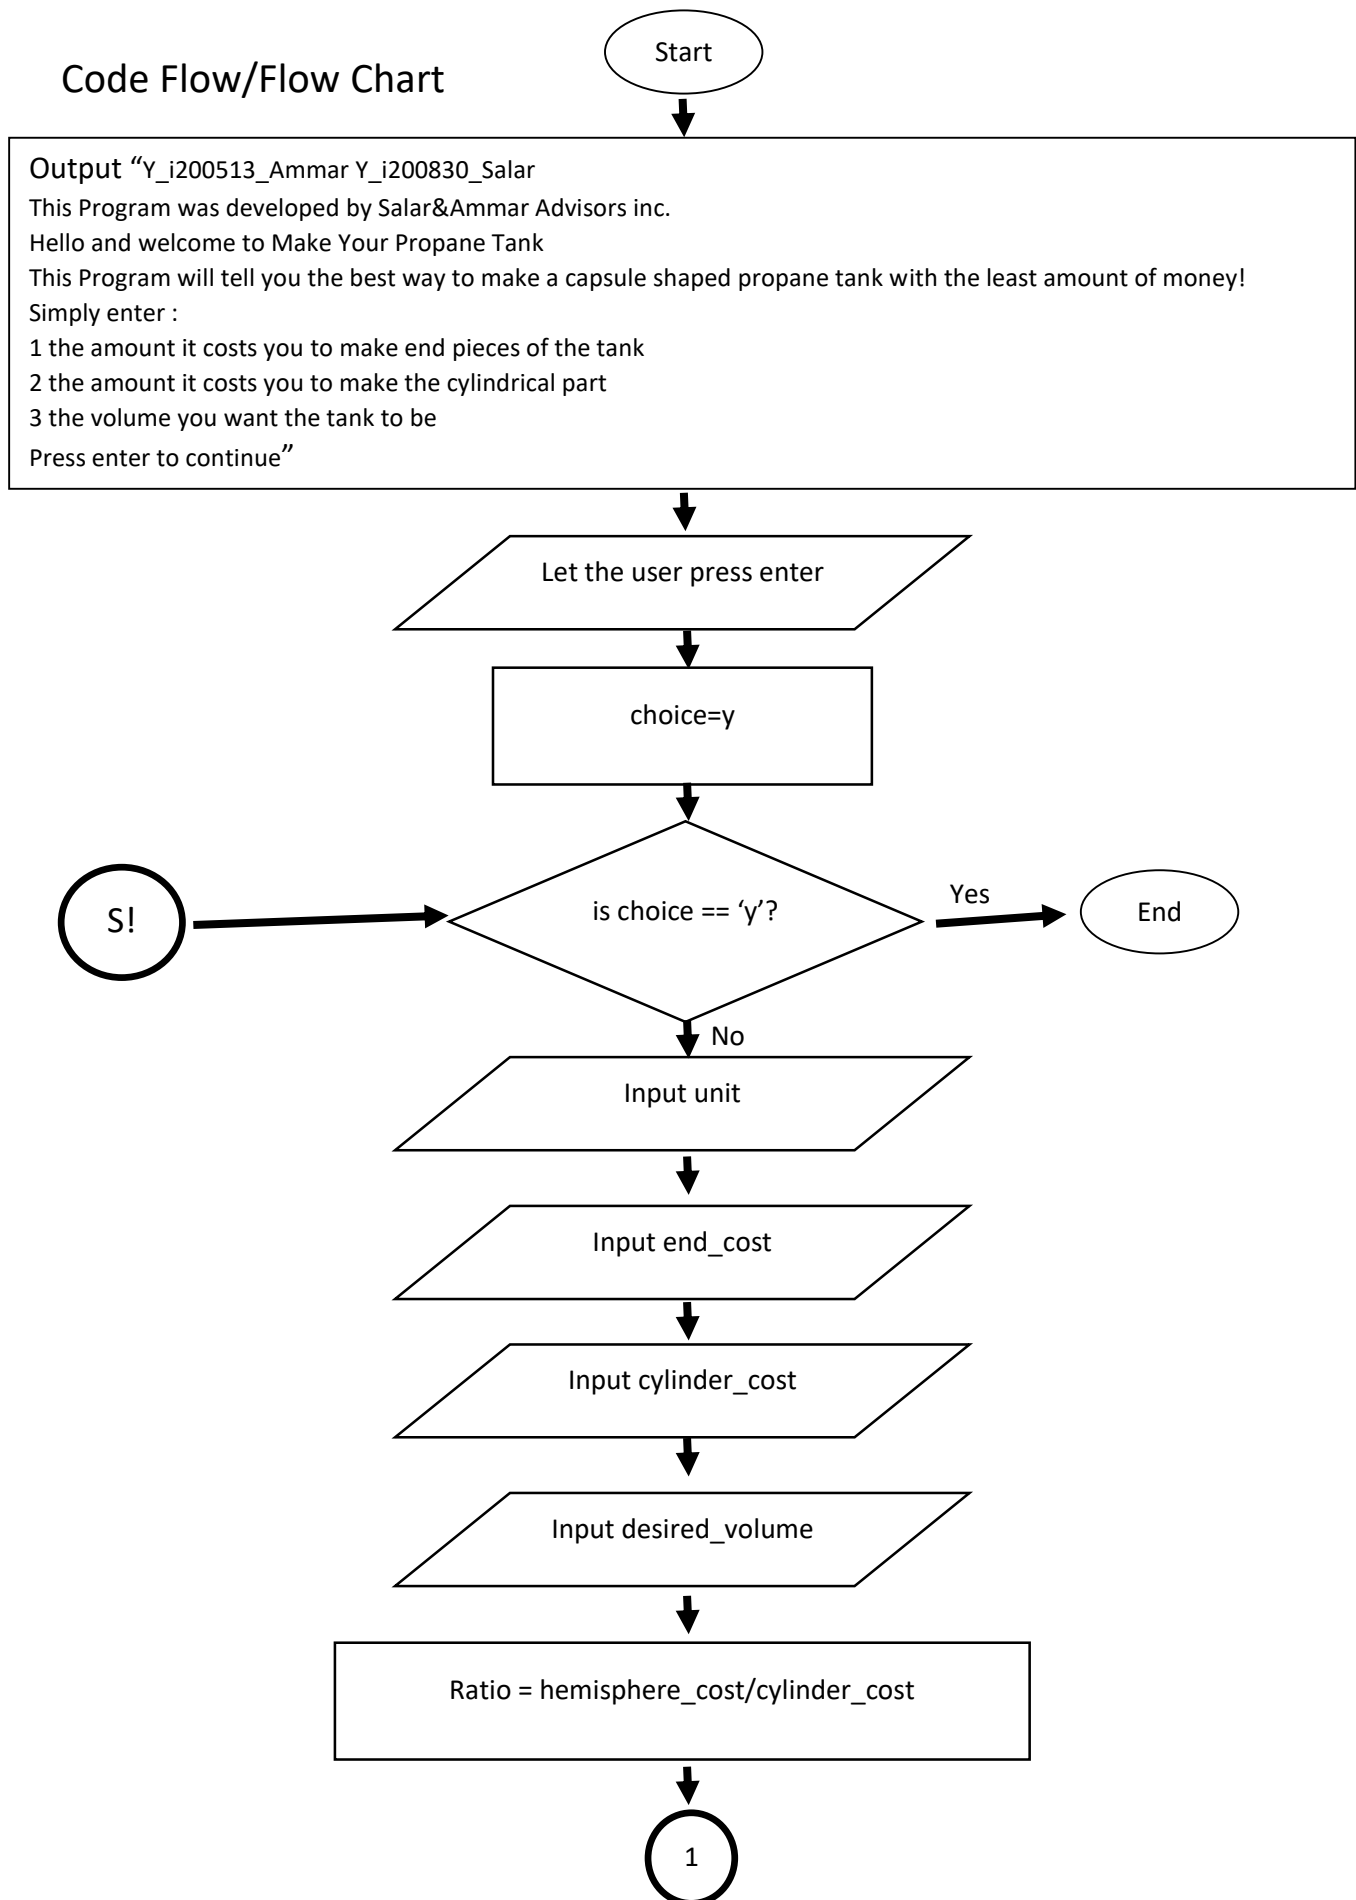 Start
Code Flow/Flow Chart
Output “Y_i200513_Ammar Y_i200830_Salar
This Program was developed by Salar&Ammar Advisors inc.
Hello and welcome to Make Your Propane Tank
This Program will tell you the best way to make a capsule shaped propane tank with the least amount of money!
Simply enter :
1 the amount it costs you to make end pieces of the tank
2 the amount it costs you to make the cylindrical part
3 the volume you want the tank to be
Press enter to continue”
Let the user press enter
choice=y
S!
is choice == ‘y’?
Yes
End
No
Input unit
Input end_cost
Input cylinder_cost
Input desired_volume
Ratio = hemisphere_cost/cylinder_cost
1